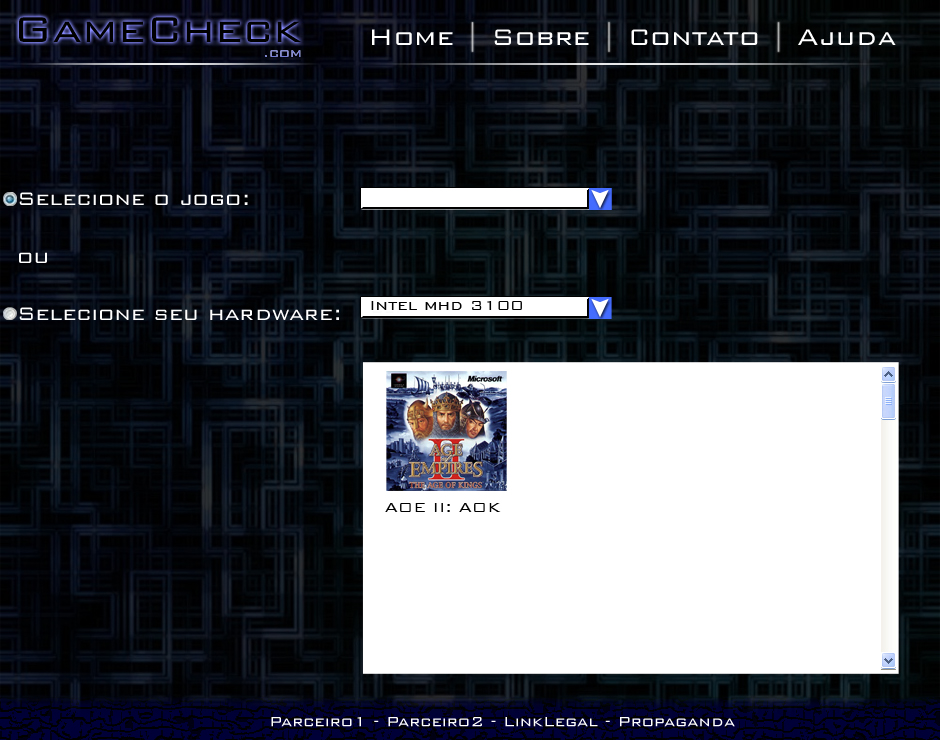 GameCheck
.com
Home | Sobre | Contato | Ajuda
Selecione o jogo:
ou
Selecione seu hardware:
Intel mhd 3100
Microsoft
AGE
of
EMPIRES
II
THE AGE OF KINGS
AOE II: AOK
Parceiro1 - Parceiro2 - LinkLegal - Propaganda